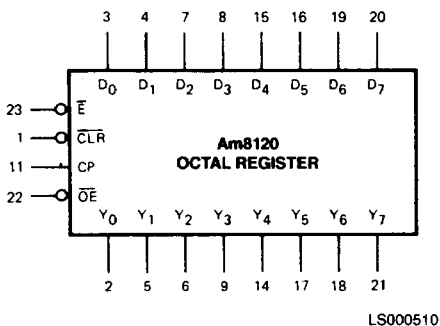 3 4 7 8 15 16 19 20
D0 D1 D2 D3 D4 D5 D6 D7
23 E̅
1 C̅L̅R̅
Am8120
11 CP
OCTAL REGISTER
22 O̅E̅
Y0 Y1 Y2 Y3 Y4 Y5 Y6 Y7
2 5 6 9 14 17 18 21
LS000510